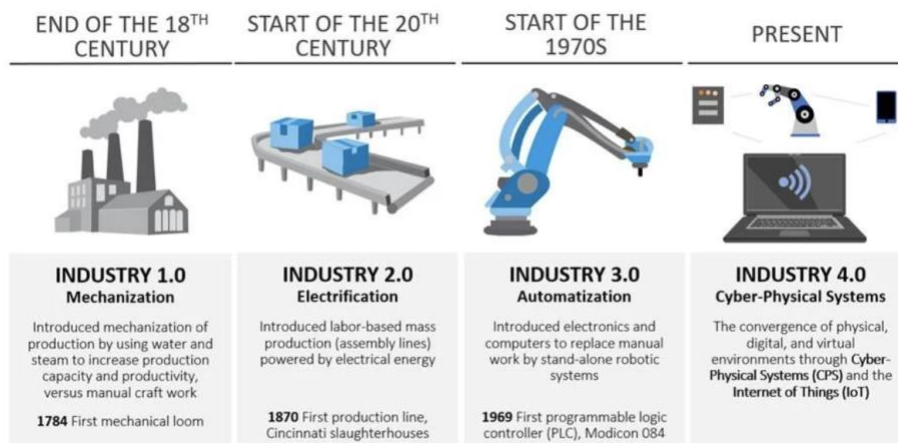 END OF THE 18TH
CENTURY
START OF THE 20TH
CENTURY
START OF THE
1970S
PRESENT
INDUSTRY 1.0
Mechanization
Introduced mechanization of
production by using water and
steam to increase production
capacity and productivity,
versus manual craft work
1784 First mechanical loom
INDUSTRY 2.0
Electrification
Introduced labor-based mass
production (assembly lines)
powered by electrical energy
1870 First production line,
Cincinnati slaughterhouses
INDUSTRY 3.0
Automatization
Introduced electronics and
computers to replace manual
work by stand-alone robotic
systems
1969 First programmable logic
controller (PLC), Modicon 084
INDUSTRY 4.0
Cyber-Physical Systems
The convergence of physical,
digital, and virtual
environments through Cyber-
Physical Systems (CPS) and the
Internet of Things (IoT)